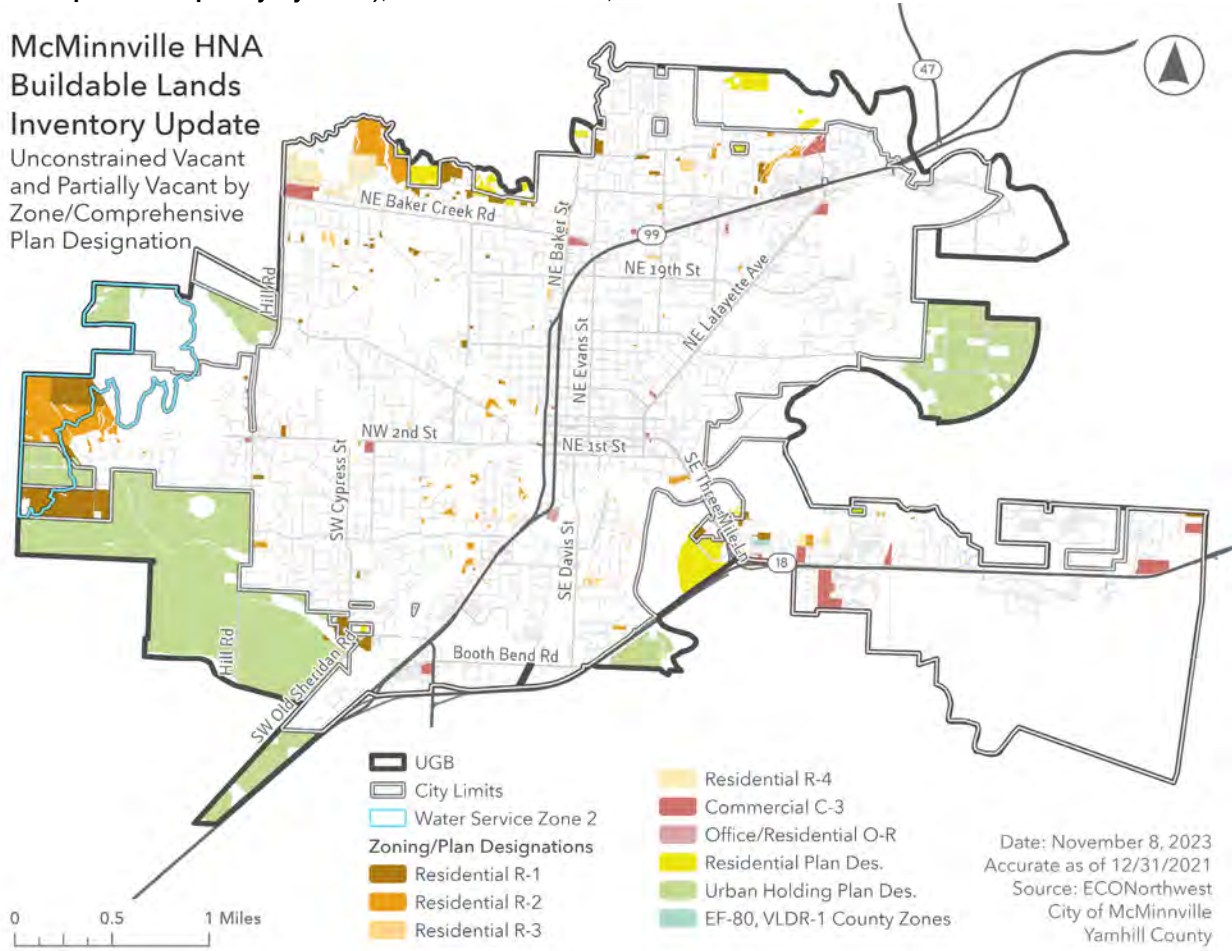 McMinnville HNA
Buildable Lands
Inventory Update
Unconstrained Vacant
and Partially Vacant by
Zone/Comprehensive
Plan Designation
47
NE Baker Creek Rd
NE Baker St
99
NE 19th St
NE Lafayette Ave
Hill Rd
NE Evans St
NW 2nd St
NE 1st St
SW Cypress St
SE Three Mile Ln
SE Davis St
18
Hill Rd
Booth Bend Rd
SW Old Sheridan Rd
UGB
City Limits
Water Service Zone 2
Zoning/Plan Designations
Residential R-1
Residential R-2
Residential R-3
Residential R-4
Commercial C-3
Office/Residential O-R
Residential Plan Des.
Urban Holding Plan Des.
EF-80, VLDR-1 County Zones
Date: November 8, 2023
Accurate as of 12/31/2021
Source: ECONorthwest
City of McMinnville
Yamhill County
0 0.5 1 Miles